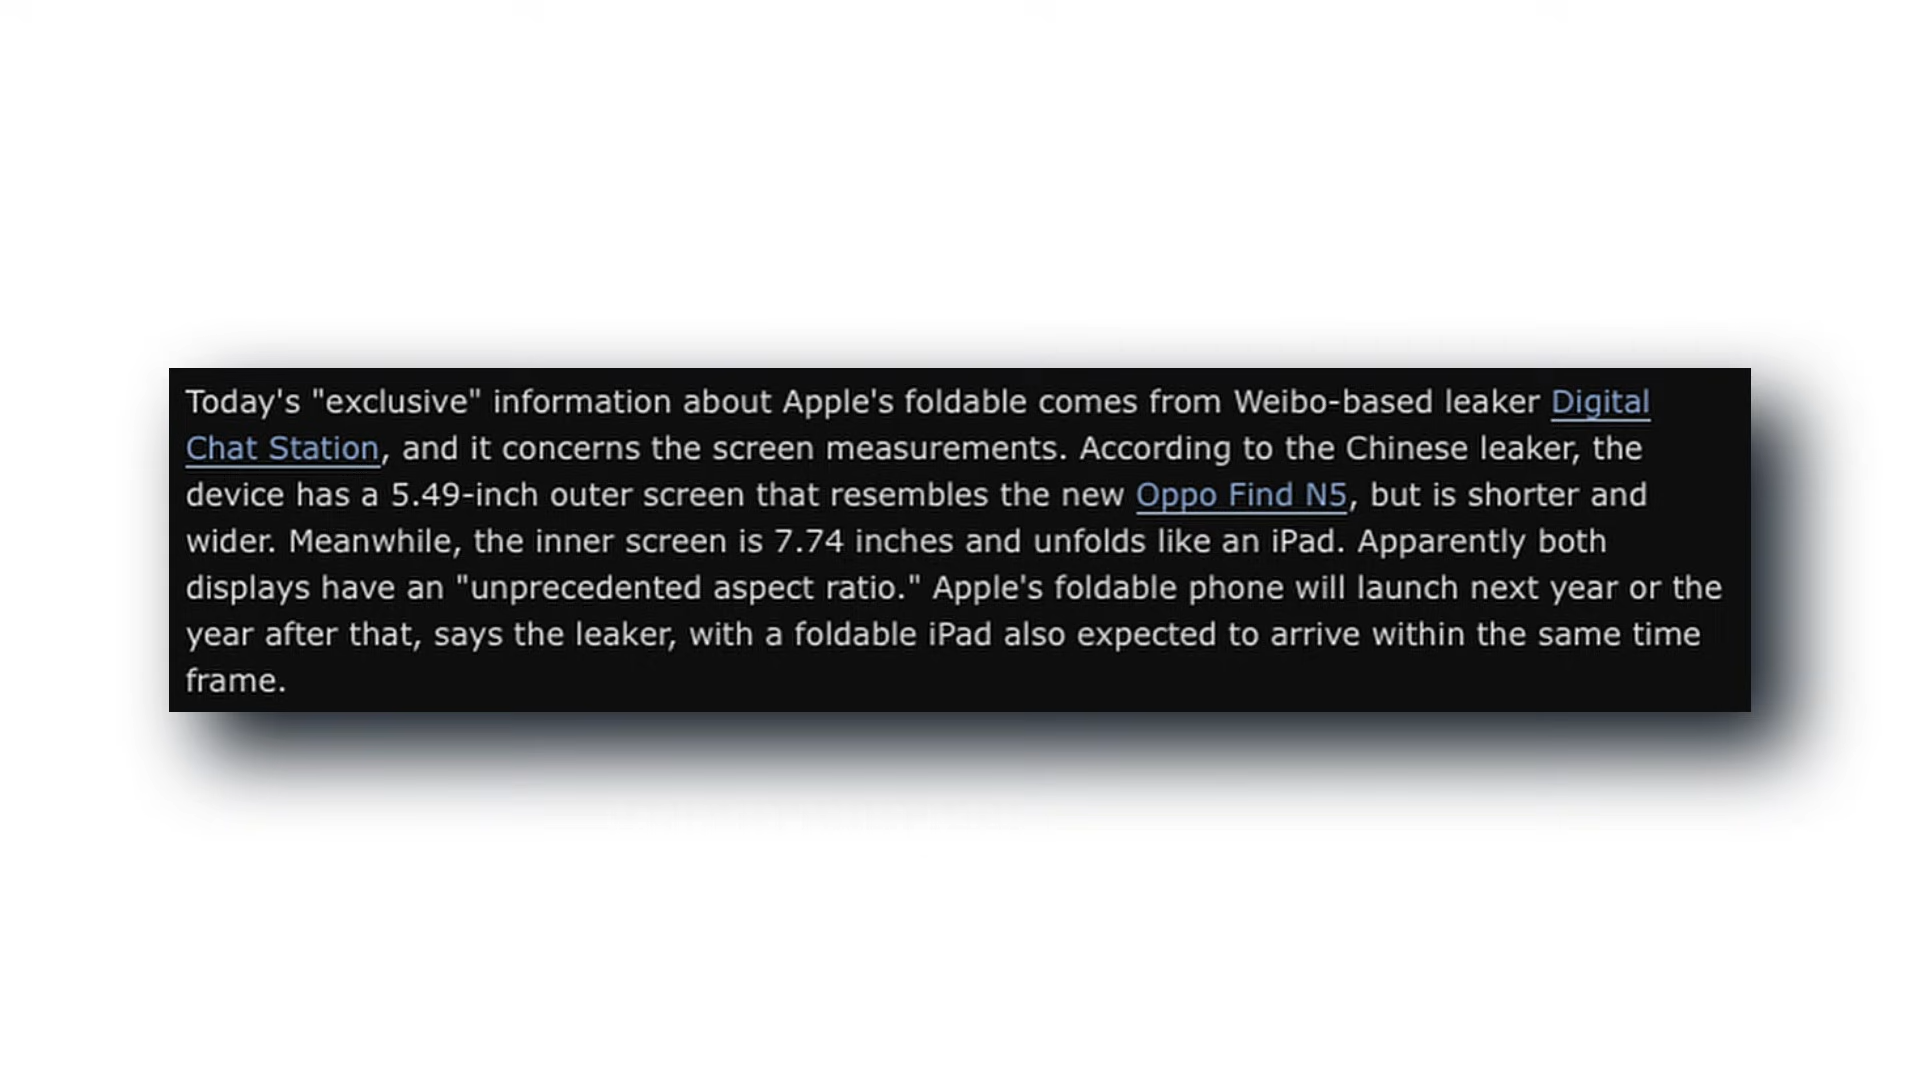 Today's "exclusive" information about Apple's foldable comes from Weibo-based leaker Digital
Chat Station, and it concerns the screen measurements. According to the Chinese leaker, the
device has a 5.49-inch outer screen that resembles the new Oppo Find N5, but is shorter and
wider. Meanwhile, the inner screen is 7.74 inches and unfolds like an iPad. Apparently both
displays have an "unprecedented aspect ratio." Apple's foldable phone will launch next year or the
year after that, says the leaker, with a foldable iPad also expected to arrive within the same time
frame.